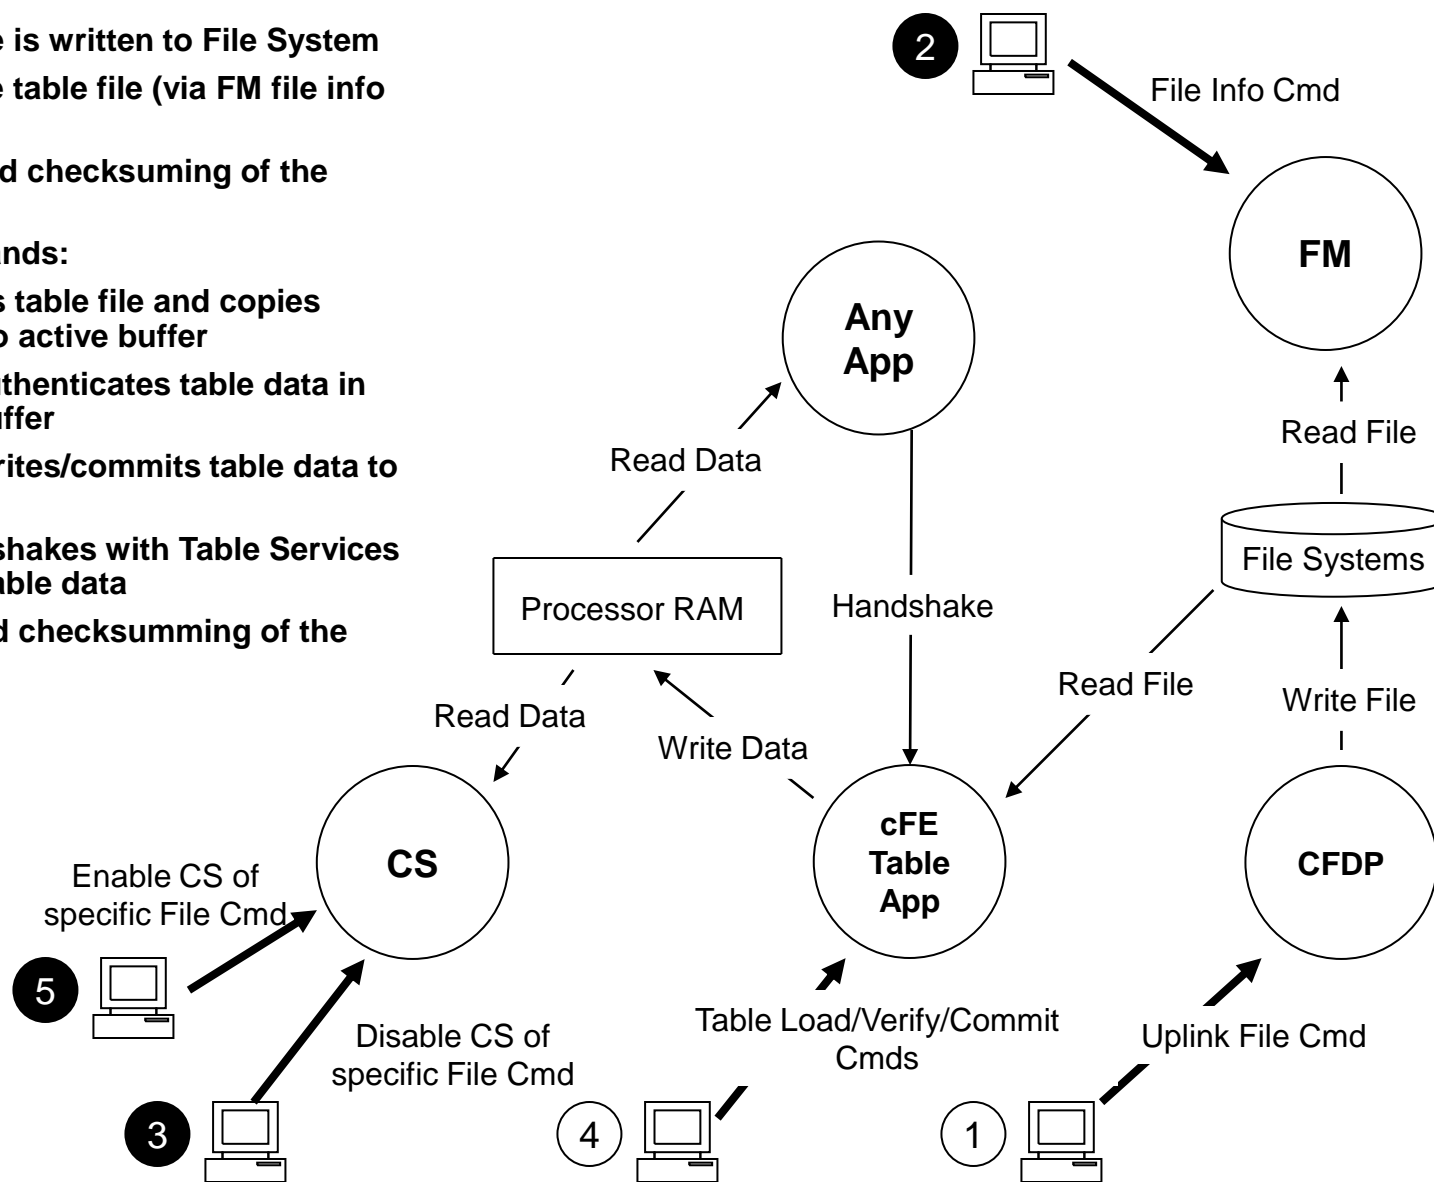 e is written to File System
e table file (via FM file info
d checksuming of the
ands:
s table file and copies
o active buffer
uthenticates table data in
uffer
rites/commits table data to
shakes with Table Services
able data
d checksumming of the
2
File Info Cmd
FM
Any
App
Read File
Read Data
File Systems
Processor RAM
Handshake
Read File
Write File
Read Data
Write Data
cFE
Table
App
CS
CFDP
Enable CS of
specific File Cmd
5
Disable CS of
specific File Cmd
Table Load/Verify/Commit
Cmds
Uplink File Cmd
3
4
1